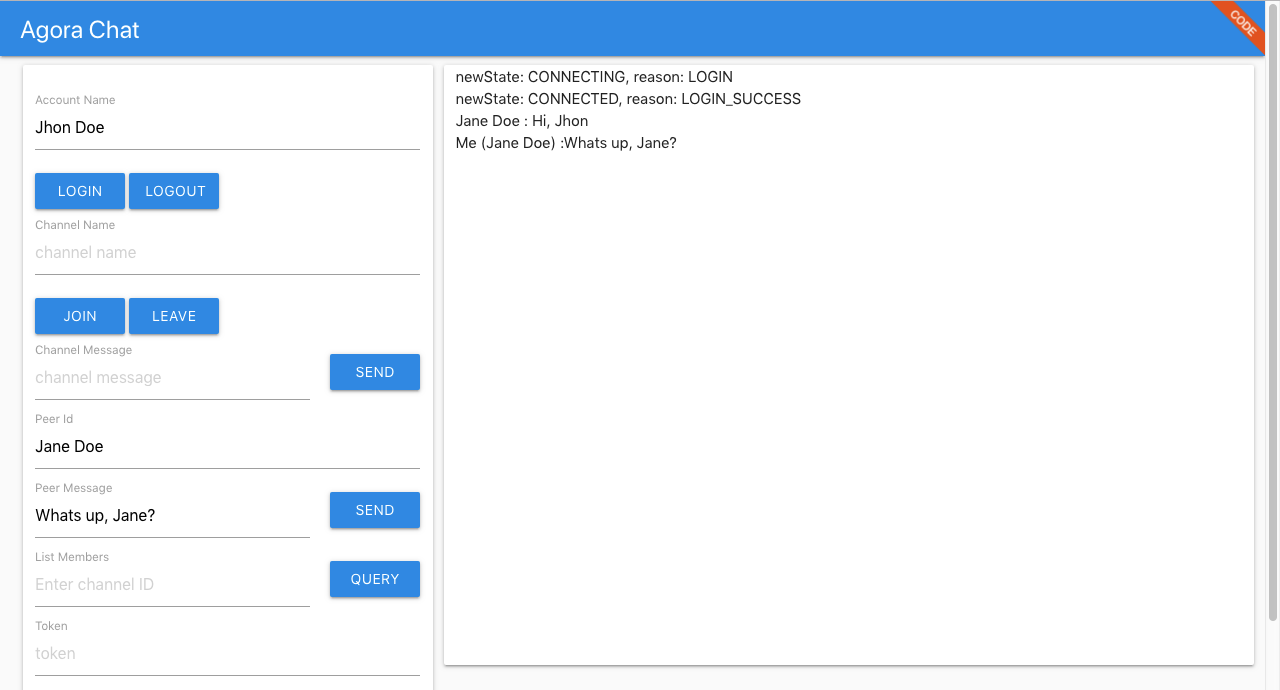 Agora Chat
CODE
Account Name
Jhon Doe
LOGIN LOGOUT
Channel Name
channel name
JOIN LEAVE
Channel Message
channel message
SEND
Peer Id
Jane Doe
Peer Message
Whats up, Jane?
SEND
List Members
Enter channel ID
QUERY
Token
token
newState: CONNECTING, reason: LOGIN
newState: CONNECTED, reason: LOGIN_SUCCESS
Jane Doe : Hi, Jhon
Me (Jane Doe) :Whats up, Jane?